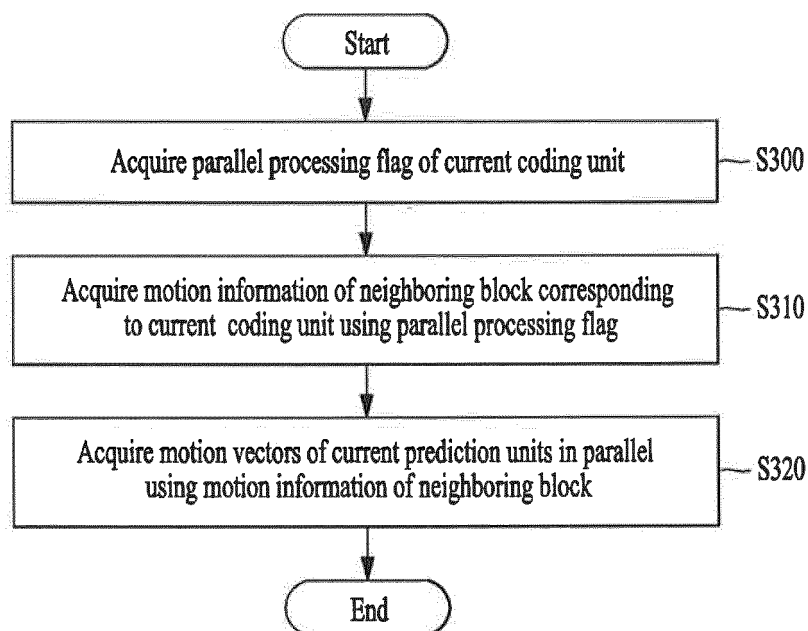 Start
Acquire parallel processing flag of current coding unit
S300
Acquire motion information of neighboring block corresponding
to current coding unit using parallel processing flag
S310
Acquire motion vectors of current prediction units in parallel
using motion information of neighboring block
S320
End